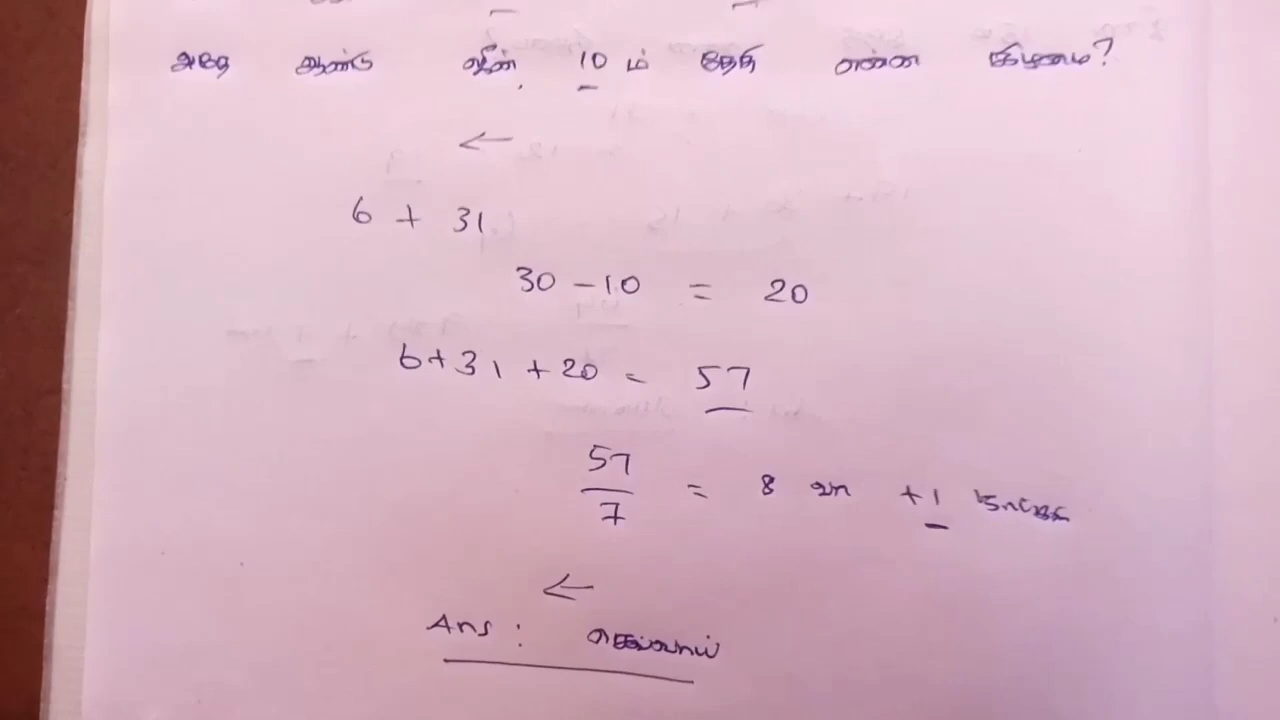 அதே ஆண்டு ஜீன் 10 ம் தேதி என்ன கிழமை?
←
6 + 31
30 - 10 = 20
6 + 31 + 20 = 57
57/7 = 8 வா + 1 நாட்கள்
←
Ans : செவ்வாய்